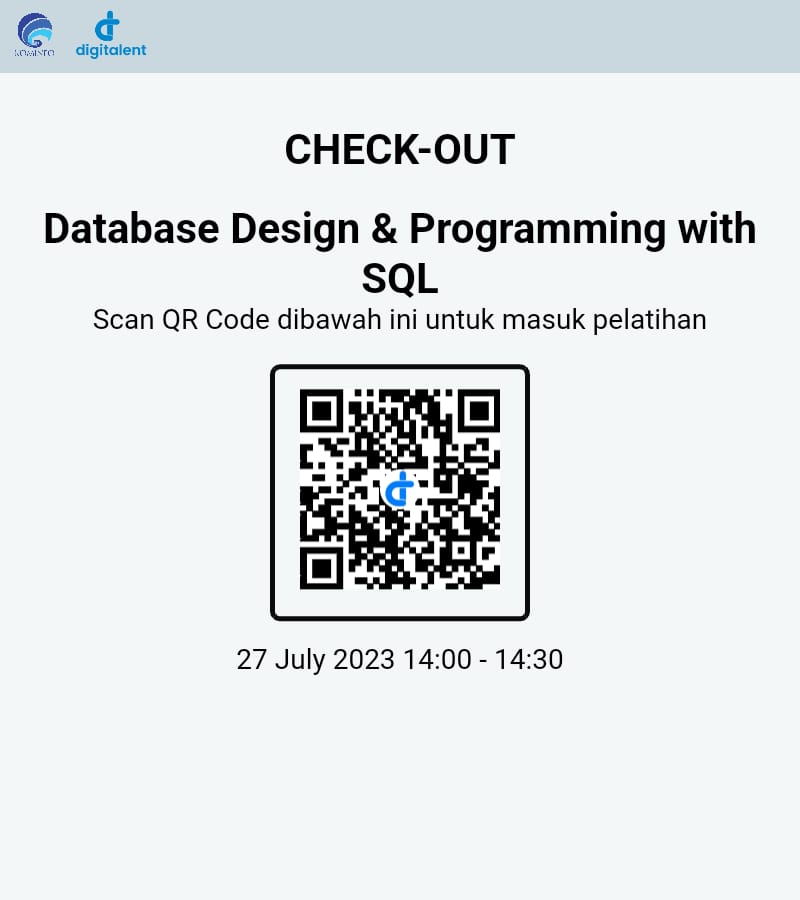 KOMINFO
digitalent
CHECK-OUT
Database Design & Programming with
SQL
Scan QR Code dibawah ini untuk masuk pelatihan
27 July 2023 14:00 - 14:30